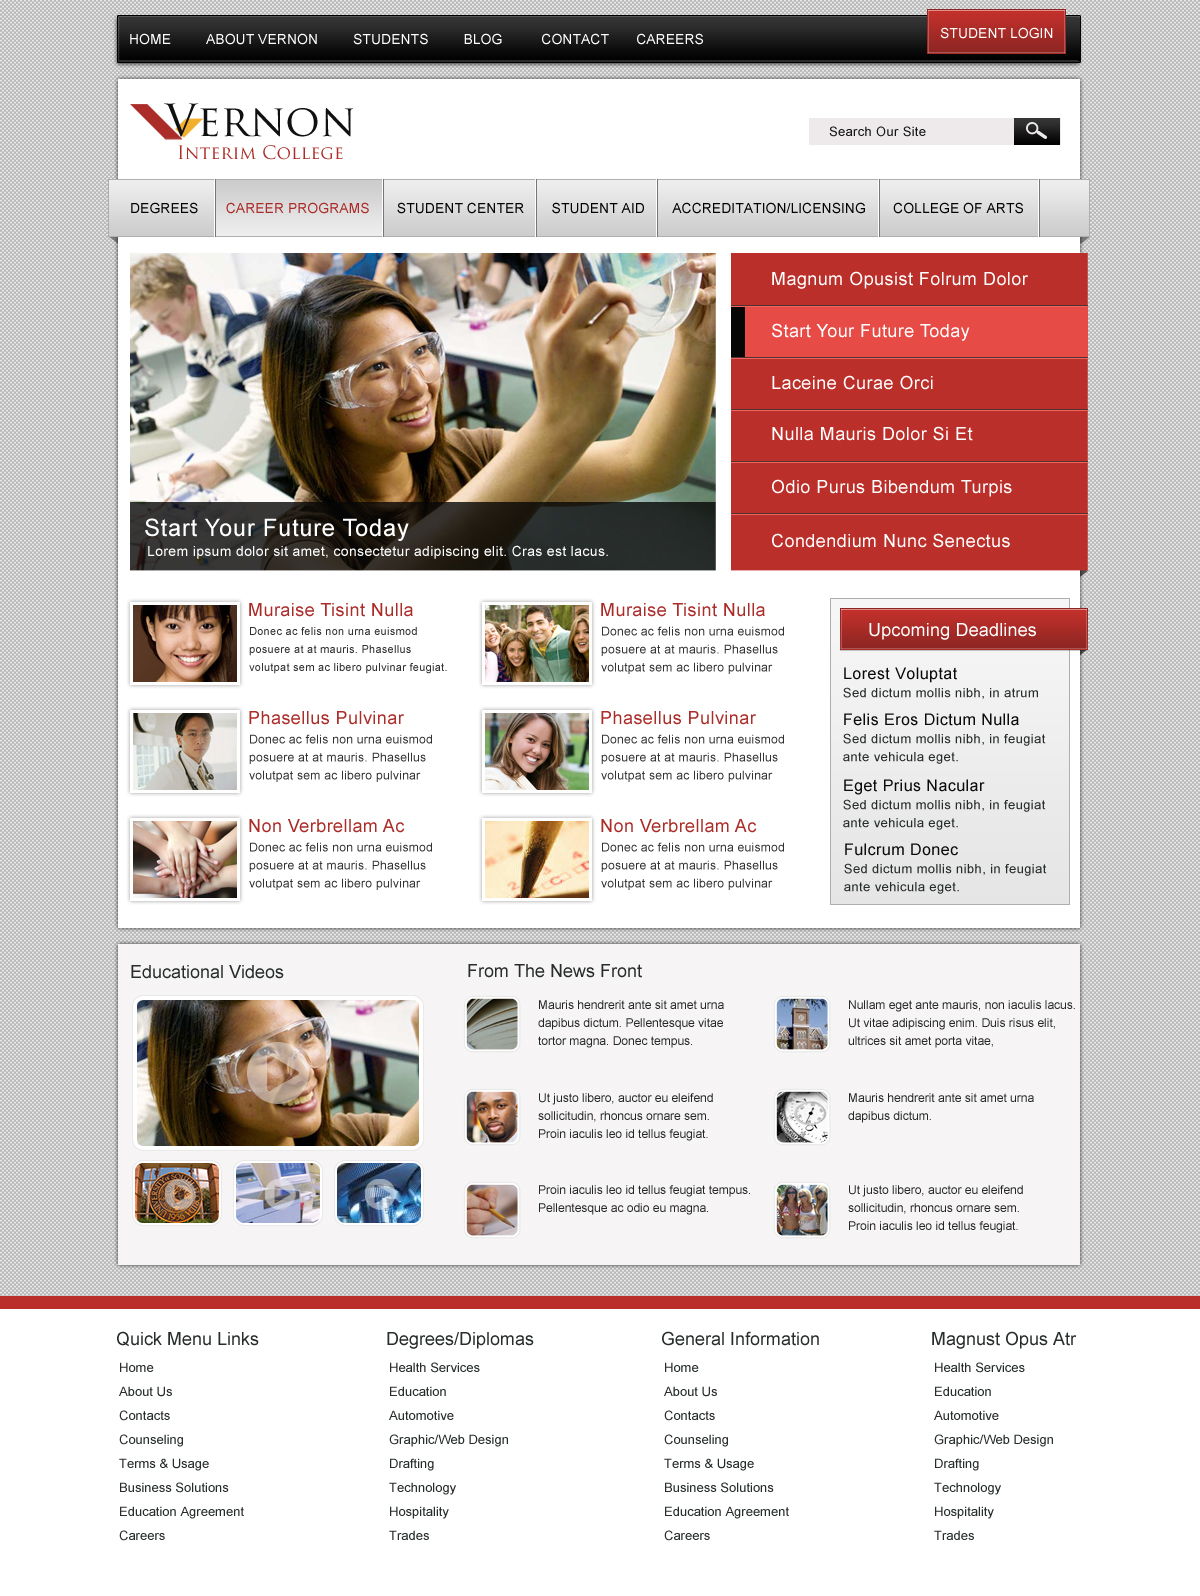 HOME ABOUT VERNON STUDENTS BLOG CONTACT CAREERS STUDENT LOGIN
VERNON
INTERIM COLLEGE
Search Our Site
DEGREES CAREER PROGRAMS STUDENT CENTER STUDENT AID ACCREDITATION/LICENSING COLLEGE OF ARTS
Start Your Future Today
Lorem ipsum dolor sit amet, consectetur adipiscing elit. Cras est lacus.
Magnum Opusist Folrum Dolor
Start Your Future Today
Laceine Curae Orci
Nulla Mauris Dolor Si Et
Odio Purus Bibendum Turpis
Condendium Nunc Senectus
Muraise Tisint Nulla
Donec ac felis non urna euismod
posuere at at mauris. Phasellus
volutpat sem ac libero pulvinar feugiat.
Muraise Tisint Nulla
Donec ac felis non urna euismod
posuere at at mauris. Phasellus
volutpat sem ac libero pulvinar
Phasellus Pulvinar
Donec ac felis non urna euismod
posuere at at mauris. Phasellus
volutpat sem ac libero pulvinar
Phasellus Pulvinar
Donec ac felis non urna euismod
posuere at at mauris. Phasellus
volutpat sem ac libero pulvinar
Non Verbrellam Ac
Donec ac felis non urna euismod
posuere at at mauris. Phasellus
volutpat sem ac libero pulvinar
Non Verbrellam Ac
Donec ac felis non urna euismod
posuere at at mauris. Phasellus
volutpat sem ac libero pulvinar
Upcoming Deadlines
Lorest Voluptat
Sed dictum mollis nibh, in atrum
Felis Eros Dictum Nulla
Sed dictum mollis nibh, in feugiat
ante vehicula eget.
Eget Prius Nacular
Sed dictum mollis nibh, in feugiat
ante vehicula eget.
Fulcrum Donec
Sed dictum mollis nibh, in feugiat
ante vehicula eget.
Educational Videos
From The News Front
Mauris hendrerit ante sit amet urna
dapibus dictum. Pellentesque vitae
tortor magna. Donec tempus.
Nullam eget ante mauris, non iaculis lacus.
Ut vitae adipiscing enim. Duis risus elit,
ultrices sit amet porta vitae,
Ut justo libero, auctor eu eleifend
sollicitudin, rhoncus ornare sem.
Proin iaculis leo id tellus feugiat.
Mauris hendrerit ante sit amet urna
dapibus dictum.
Proin iaculis leo id tellus feugiat tempus.
Pellentesque ac odio eu magna.
Ut justo libero, auctor eu eleifend
sollicitudin, rhoncus ornare sem.
Proin iaculis leo id tellus feugiat.
Quick Menu Links
Home
About Us
Contacts
Counseling
Terms & Usage
Business Solutions
Education Agreement
Careers
Degrees/Diplomas
Health Services
Education
Automotive
Graphic/Web Design
Drafting
Technology
Hospitality
Trades
General Information
Home
About Us
Contacts
Counseling
Terms & Usage
Business Solutions
Education Agreement
Careers
Magnust Opus Atr
Health Services
Education
Automotive
Graphic/Web Design
Drafting
Technology
Hospitality
Trades